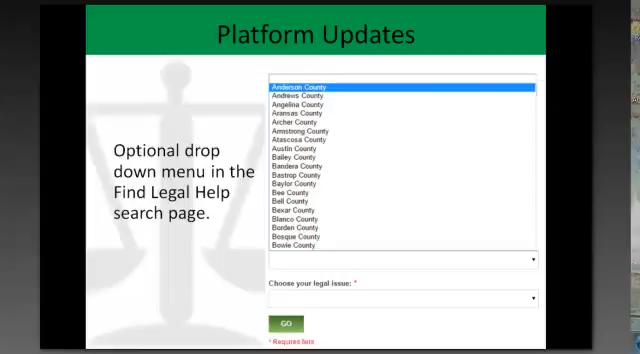 Platform Updates
Optional drop
down menu in the
Find Legal Help
search page.
Anderson County
Andrews County
Angelina County
Aransas County
Archer County
Armstrong County
Atascosa County
Austin County
Bailey County
Bandera County
Bastrop County
Baylor County
Bee County
Bell County
Bexar County
Blanco County
Borden County
Bosque County
Bowie County
Choose your legal issue: *
GO
* Required